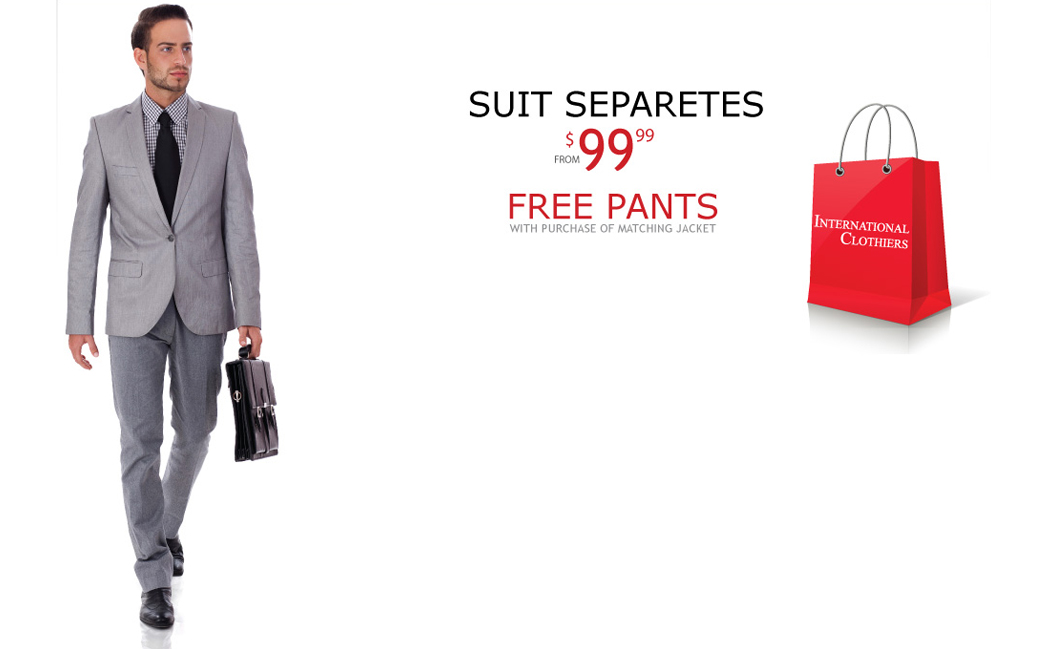 SUIT SEPARETES
FROM $99.99
FREE PANTS
WITH PURCHASE OF MATCHING JACKET
INTERNATIONAL
CLOTHIERS